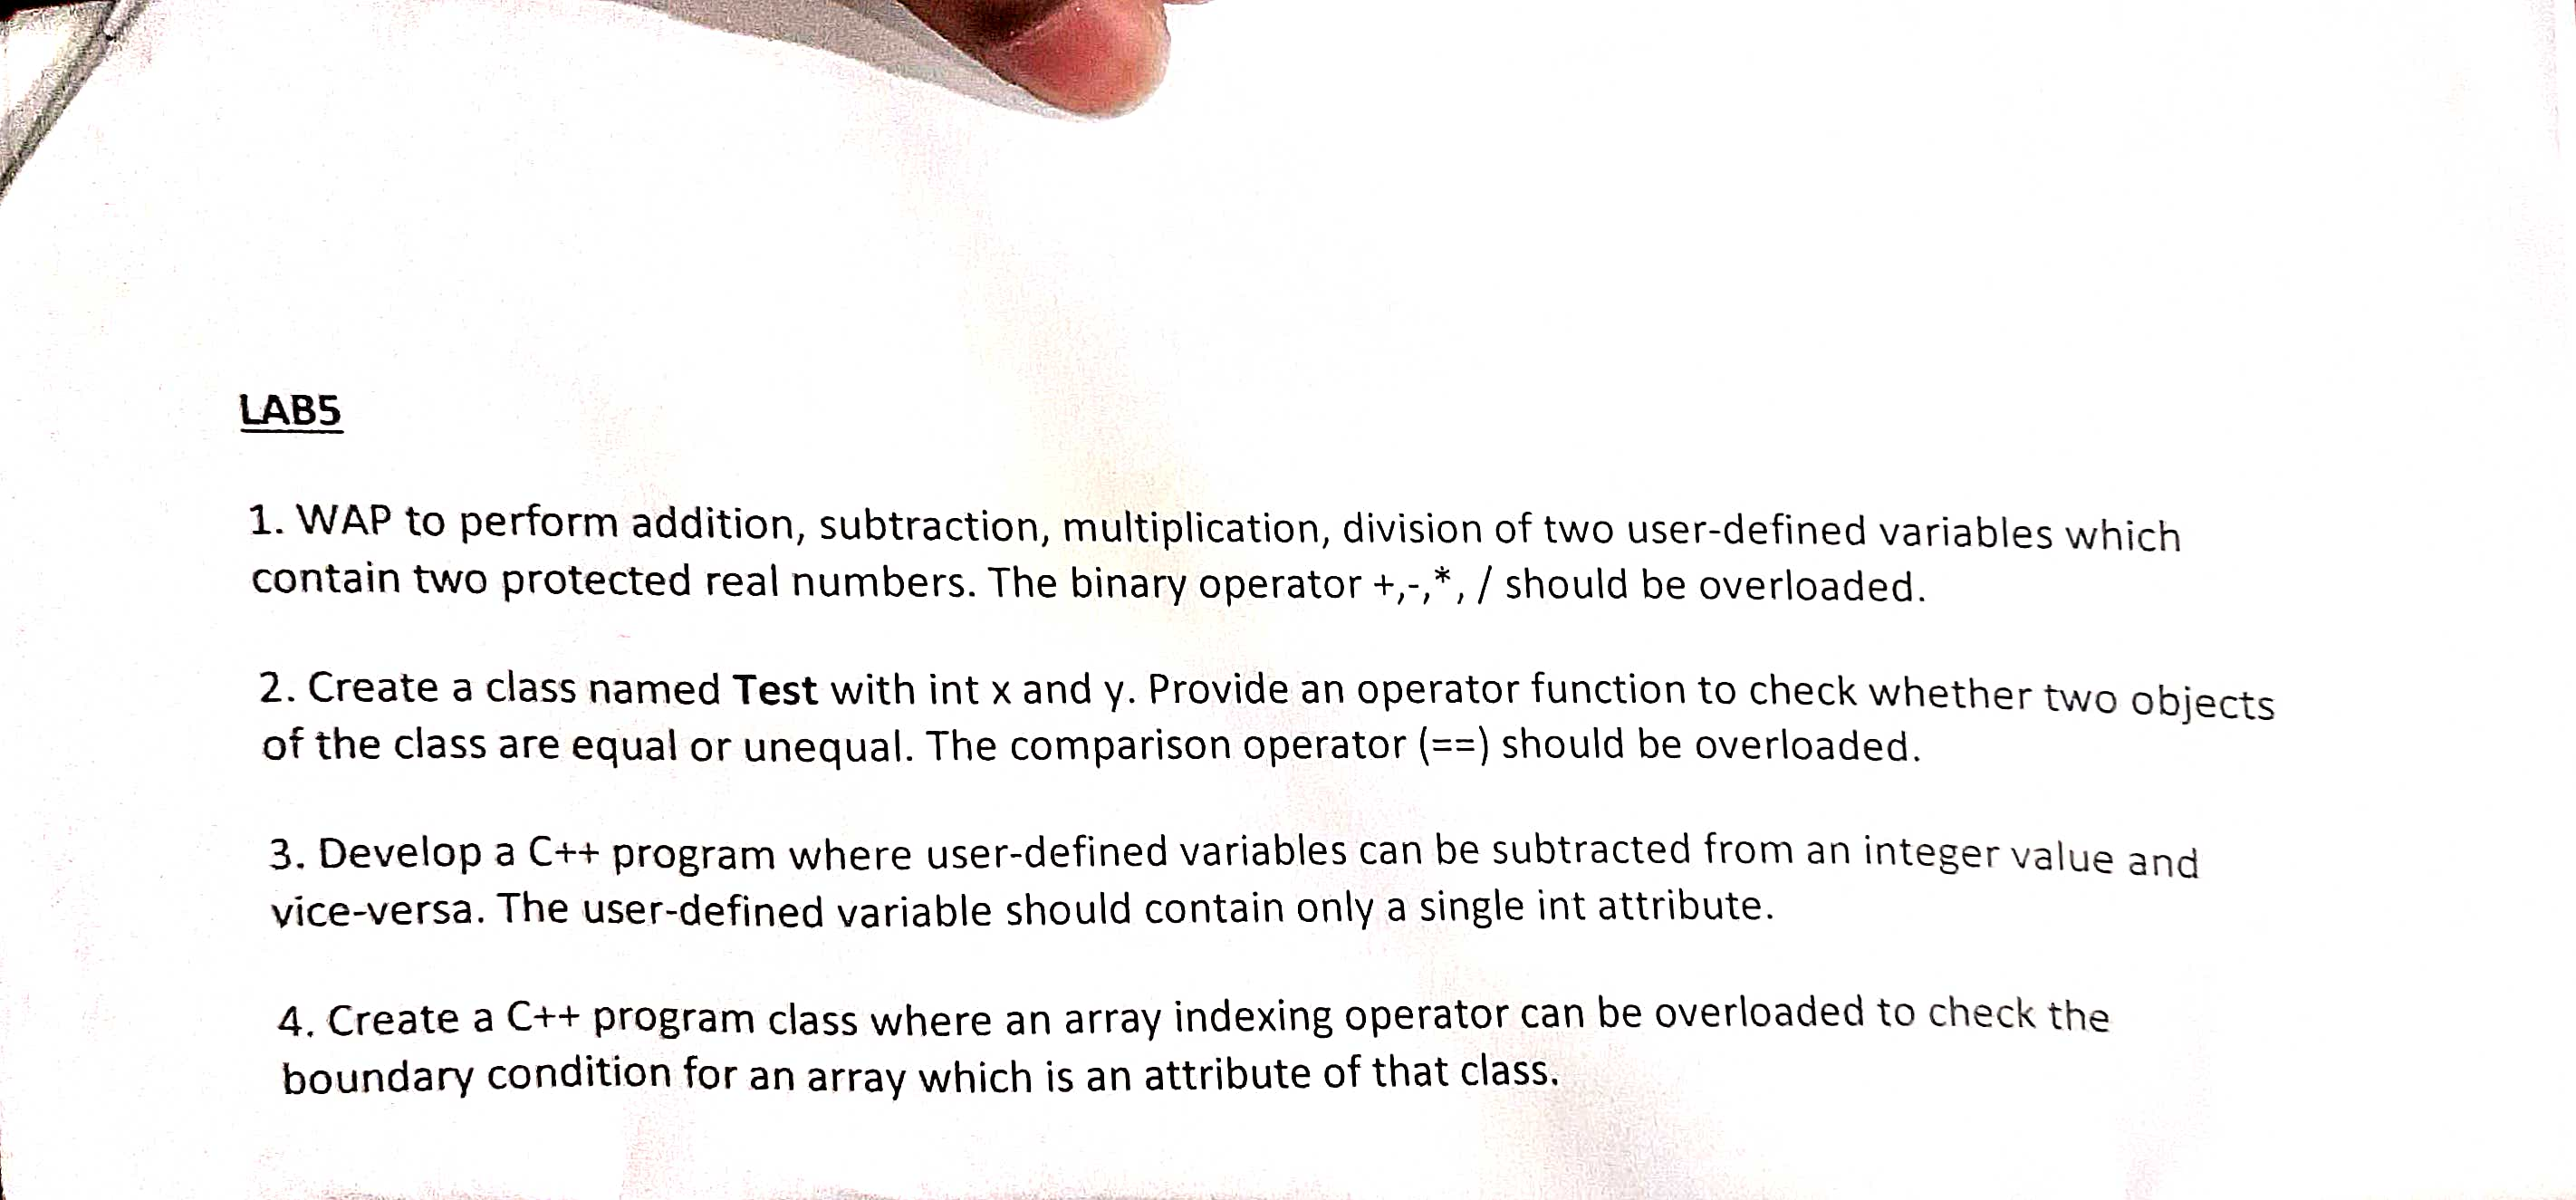 LAB5
1. WAP to perform addition, subtraction, multiplication, division of two user-defined variables which
contain two protected real numbers. The binary operator +,-,*, / should be overloaded.
2. Create a class named Test with int x and y. Provide an operator function to check whether two objects
of the class are equal or unequal. The comparison operator (==) should be overloaded.
3. Develop a C++ program where user-defined variables can be subtracted from an integer value and
vice-versa. The user-defined variable should contain only a single int attribute.
4. Create a C++ program class where an array indexing operator can be overloaded to check the
boundary condition for an array which is an attribute of that class.